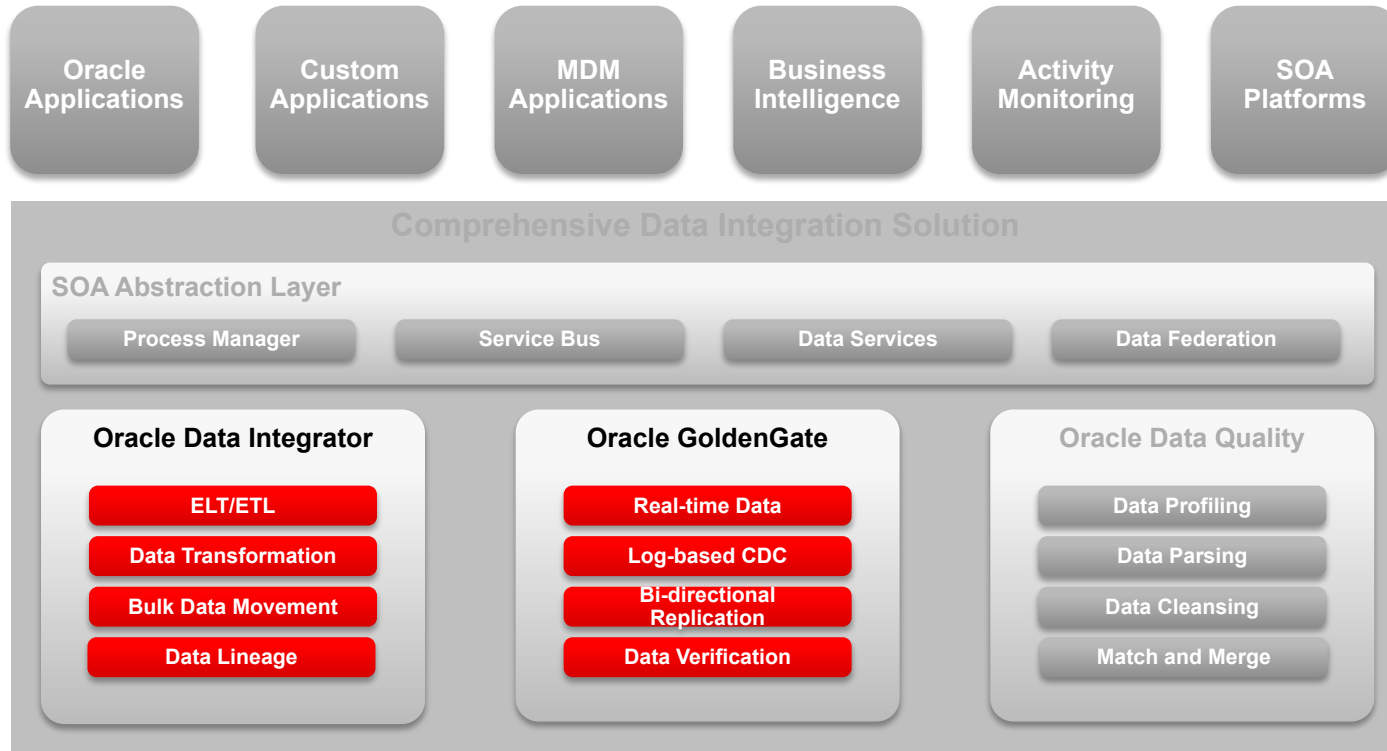 Oracle
Applications
Custom
Applications
MDM
Applications
Business
Intelligence
Activity
Monitoring
SOA
Platforms
Comprehensive Data Integration Solution
SOA Abstraction Layer
Process Manager
Service Bus
Data Services
Data Federation
Oracle Data Integrator
ELT/ETL
Data Transformation
Bulk Data Movement
Data Lineage
Oracle GoldenGate
Real-time Data
Log-based CDC
Bi-directional
Replication
Data Verification
Oracle Data Quality
Data Profiling
Data Parsing
Data Cleansing
Match and Merge